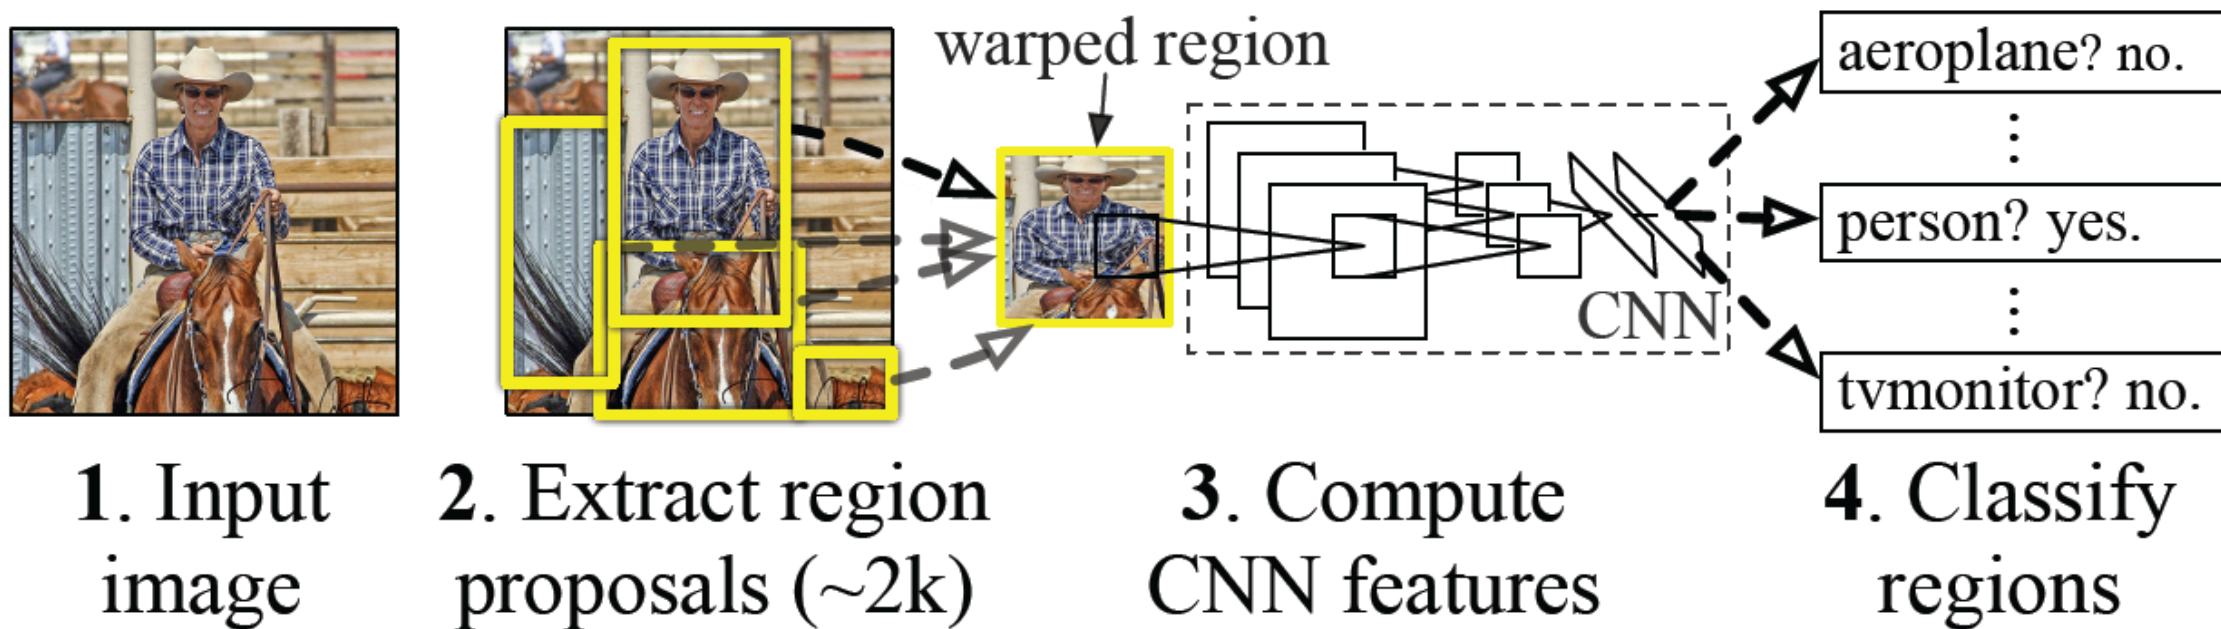 warped region
aeroplane? no.
⋮
person? yes.
⋮
tvmonitor? no.
CNN
1. Input
image
2. Extract region
proposals (~2k)
3. Compute
CNN features
4. Classify
regions